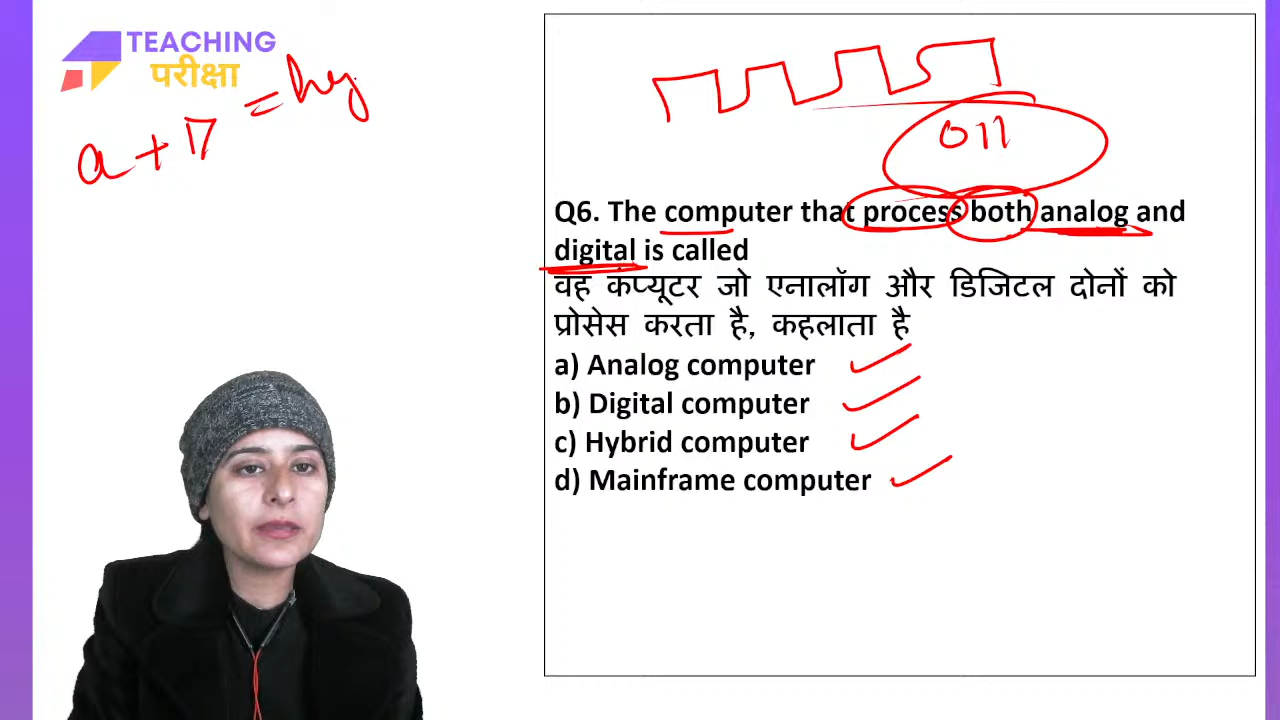 TEACHING
परीक्षा
a + D = hy
011
Q6. The computer that process both analog and
digital is called
वह कंप्यूटर जो एनालॉग और डिजिटल दोनों को
प्रोसेस करता है, कहलाता है
a) Analog computer
b) Digital computer
c) Hybrid computer
d) Mainframe computer